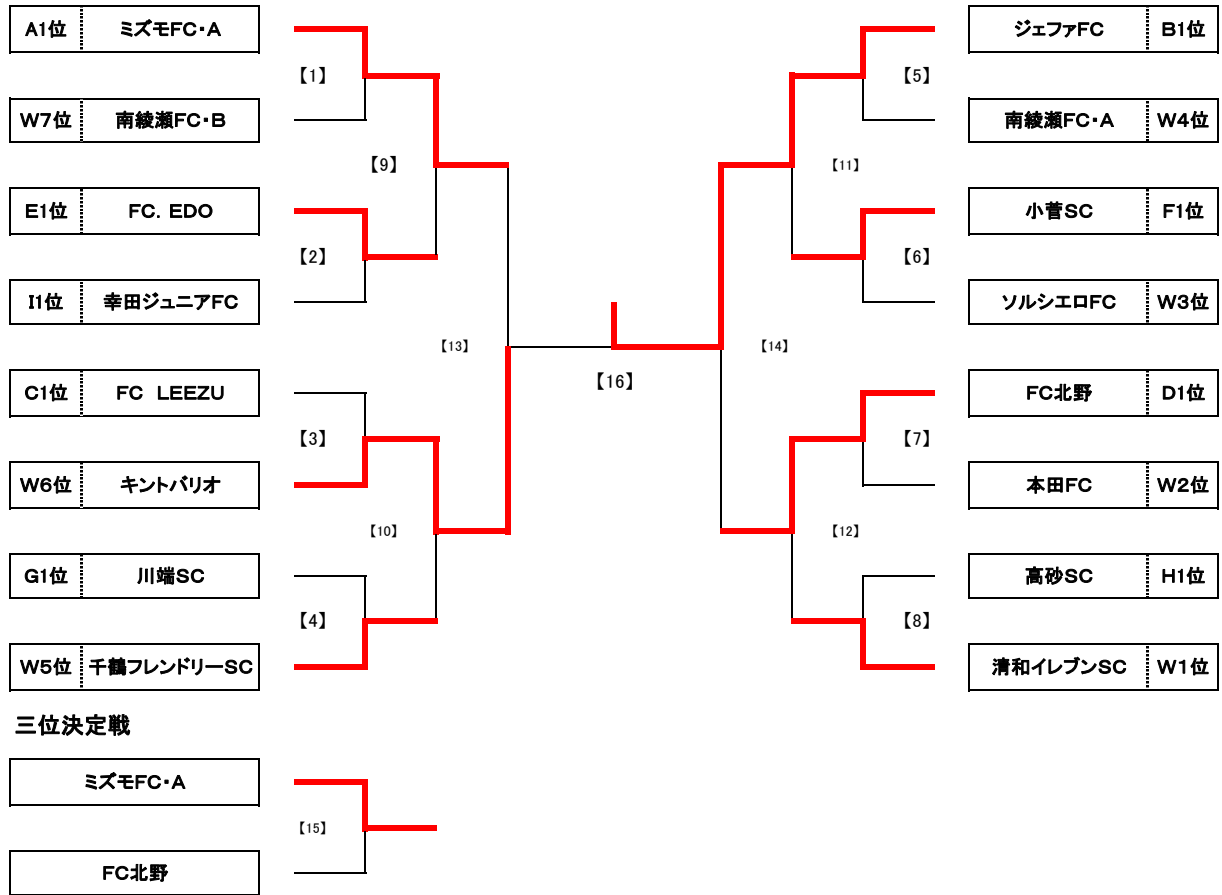 A1位 ミズモFC・A
ジェファFC B1位
【1】
【5】
W7位 南綾瀬FC・B
南綾瀬FC・A W4位
【9】
【11】
E1位 FC．EDO
小菅SC F1位
【2】
【6】
I1位 幸田ジュニアFC
ソルシエロFC W3位
【13】
【14】
【16】
C1位 FC　LEEZU
FC北野 D1位
【3】
【7】
W6位 キントバリオ
本田FC W2位
【10】
【12】
G1位 川端SC
高砂SC H1位
【4】
【8】
W5位 千鶴フレンドリーSC
清和イレブンSC W1位
三位決定戦
ミズモFC・A
【15】
FC北野